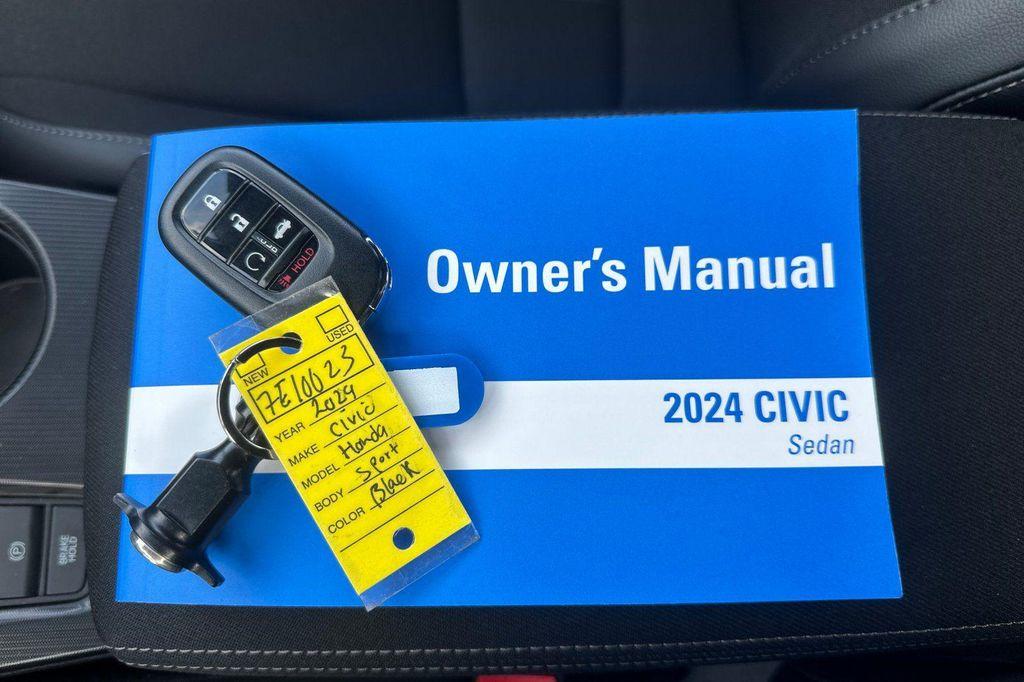 Owner's Manual
2024 CIVIC
Sedan
HOLD
NEW
USED
7E10023
YEAR 2024
MAKE Civic
MODEL Honda
BODY Sport
COLOR Black
BRAKE
HOLD